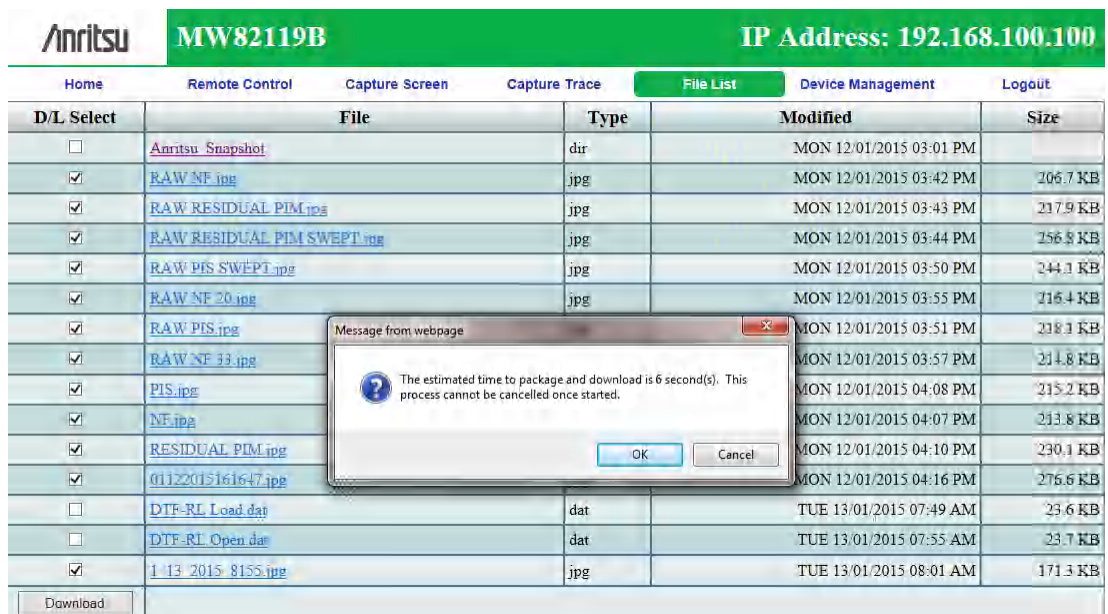 Anritsu MW82119B IP Address: 192.168.100.100
Home Remote Control Capture Screen Capture Trace File List Device Management Logout
D/L Select File Type Modified Size
Anritsu_Snapshot dir MON 12/01/2015 03:01 PM
RAW NF.jpg jpg MON 12/01/2015 03:42 PM 206.7 KB
RAW RESIDUAL PIM.jpg jpg MON 12/01/2015 03:43 PM 217.9 KB
RAW RESIDUAL PIM SWEPT.jpg jpg MON 12/01/2015 03:44 PM KB
RAW PIS SWEPT.jpg jpg MON 12/01/2015 03:50 PM 244.1 KB
RAW NF 20.jpg jpg MON 12/01/2015 03:55 PM 216.4 KB
RAW PIS.jpg MON 12/01/2015 03:51 PM 218.1 KB
RAW NF 33.jpg MON 12/01/2015 03:57 PM 214.8 KB
PIS.jpg MON 12/01/2015 04:08 PM 215.2 KB
NF.jpg MON 12/01/2015 04:07 PM 213.8 KB
RESIDUAL PIM.jpg MON 12/01/2015 04:10 PM 230.1 KB
01122015161647.jpg MON 12/01/2015 04:16 PM 276.6 KB
DTF-RL Load.dat dat TUE 13/01/2015 07:49 AM 23.6 KB
DTF-RL Open.dat dat TUE 13/01/2015 07:55 AM 23.7 KB
1_13_2015_8155.jpg jpg TUE 13/01/2015 08:01 AM 171.3 KB
Download
Message from webpage
The estimated time to package and download is 6 second(s). This
process cannot be cancelled once started.
OK Cancel